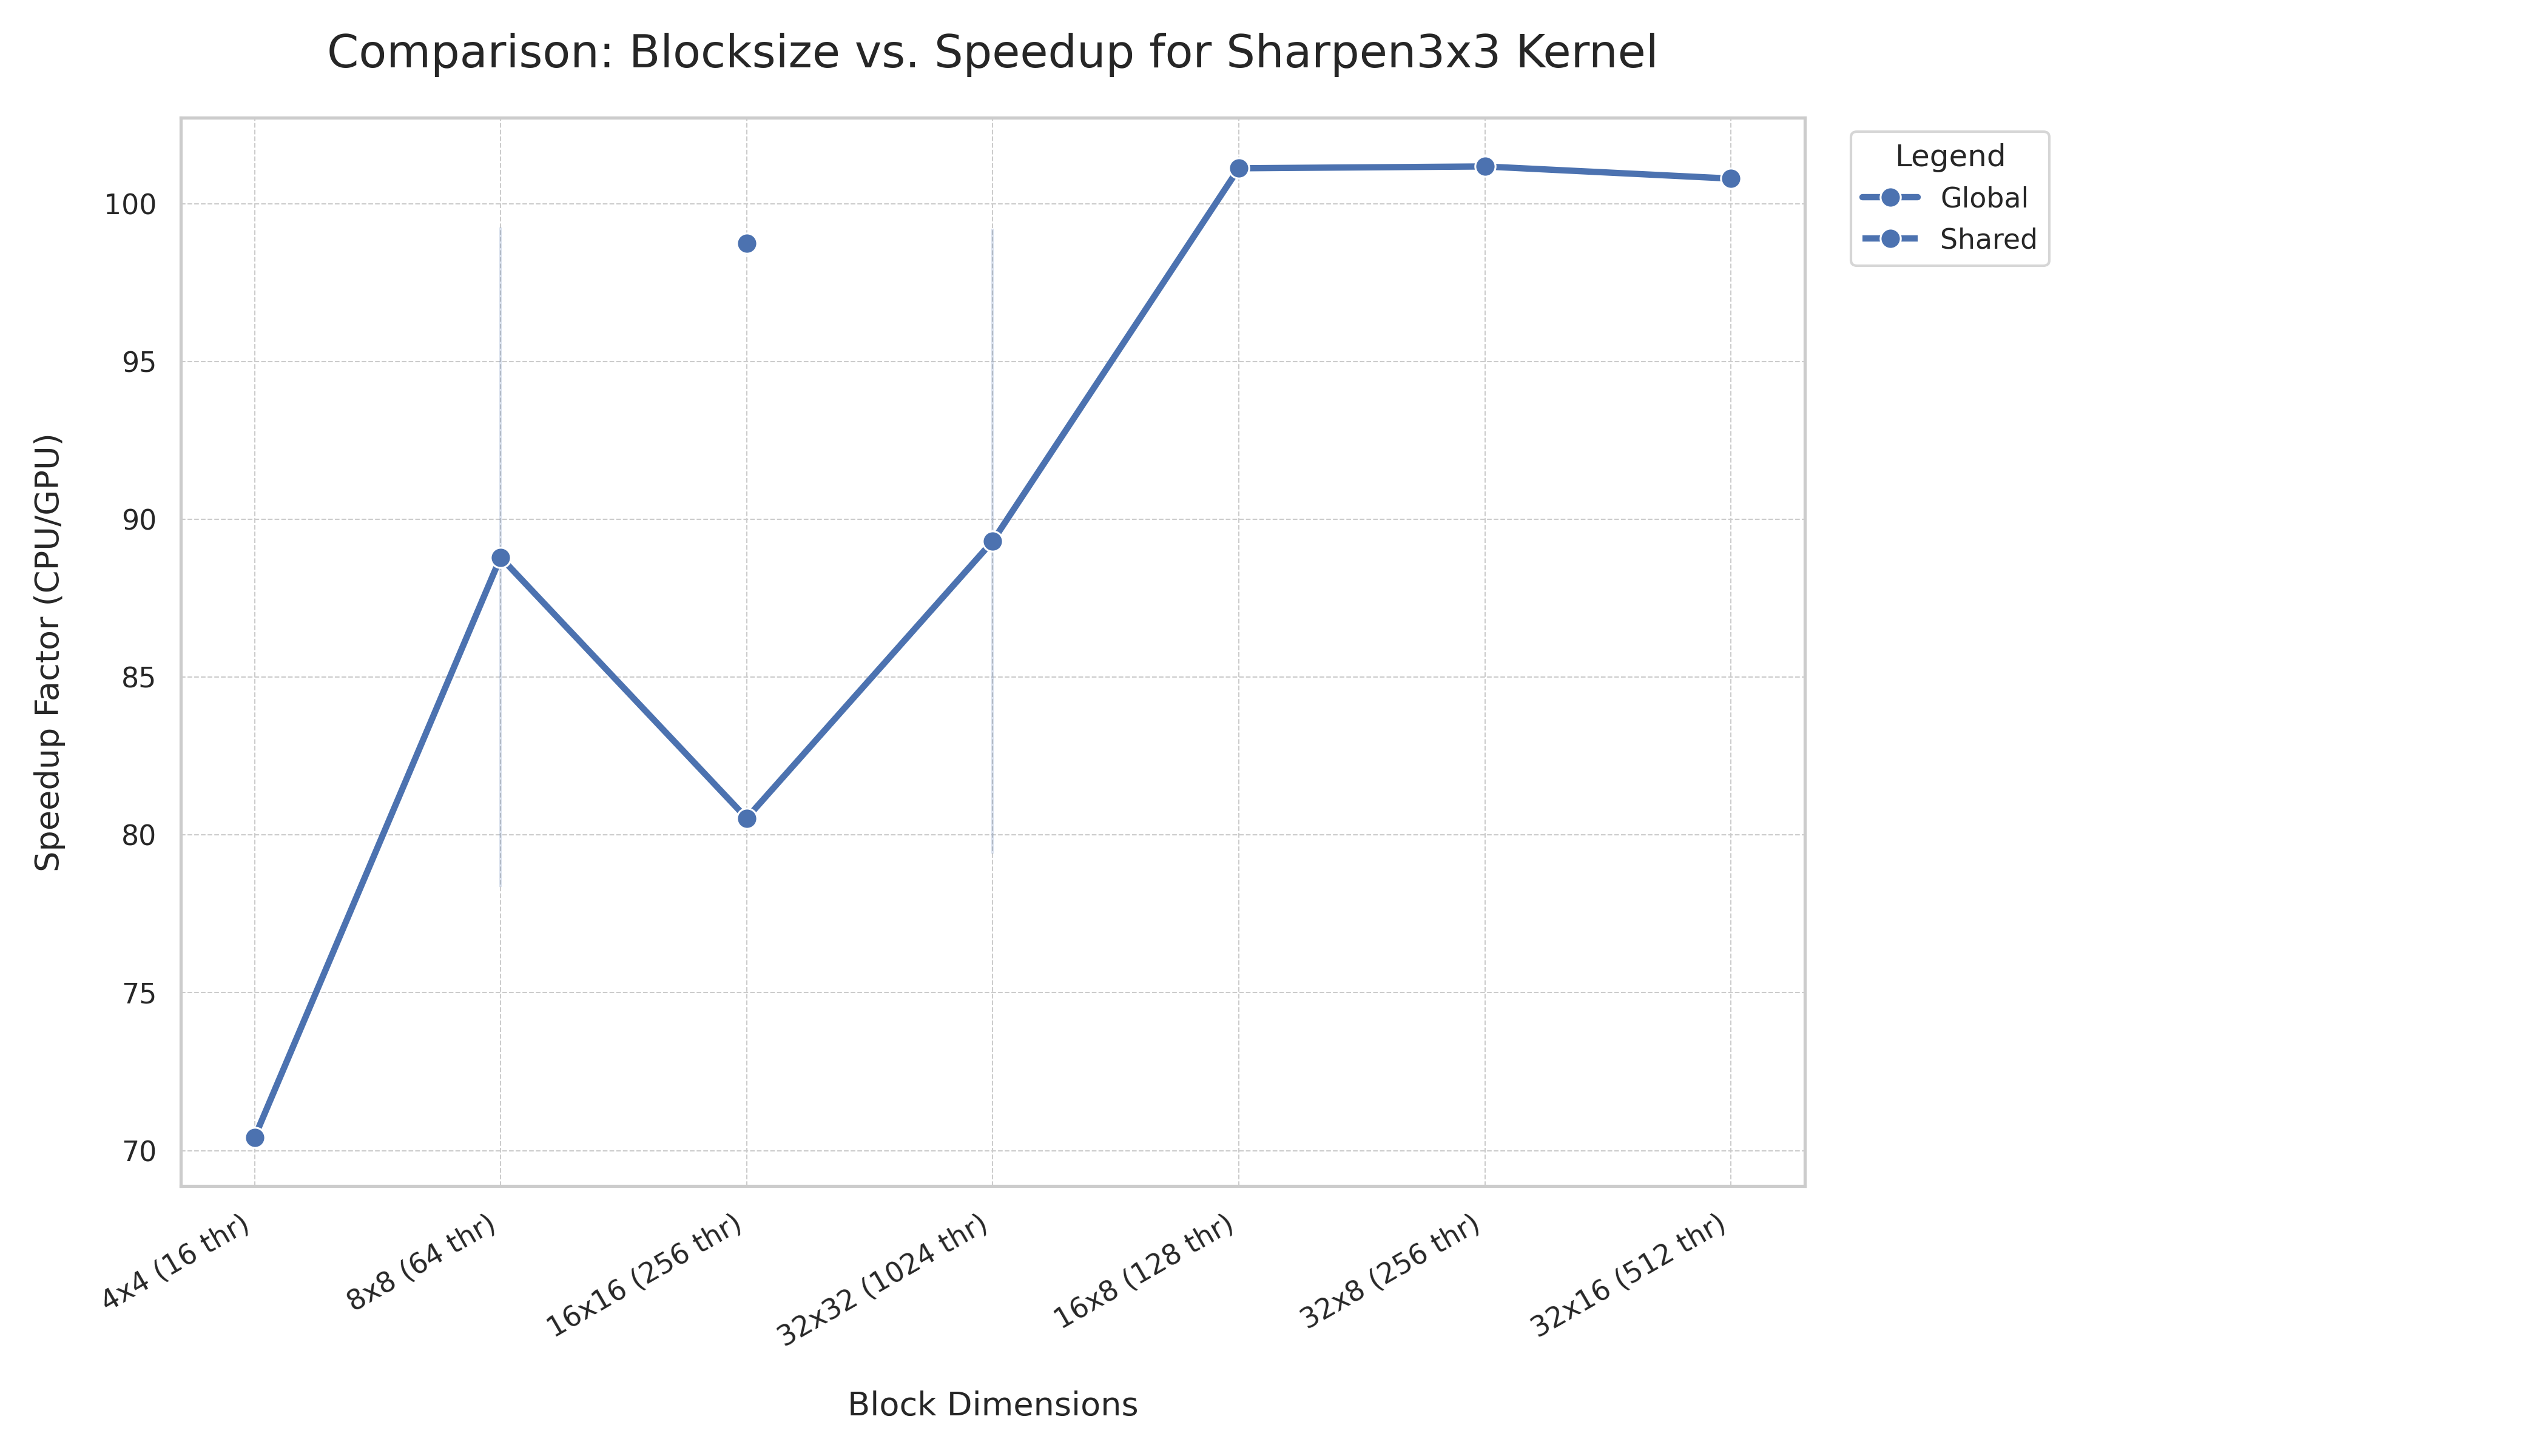 Comparison: Blocksize vs. Speedup for Sharpen3x3 Kernel
Legend
Global
Shared
Speedup Factor (CPU/GPU)
100
95
90
85
80
75
70
4x4 (16 thr)
8x8 (64 thr)
16x16 (256 thr)
32x32 (1024 thr)
16x8 (128 thr)
32x8 (256 thr)
32x16 (512 thr)
Block Dimensions